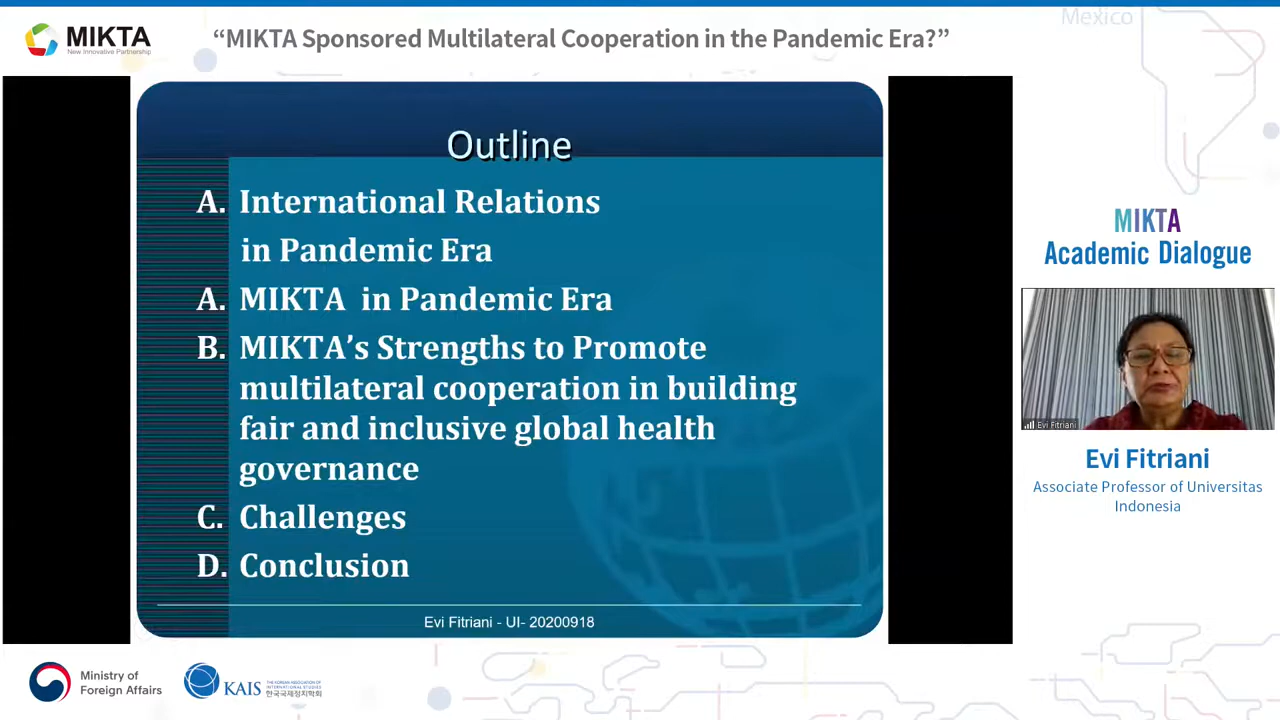 Mexico
MIKTA
New Innovative Partnership
“MIKTA Sponsored Multilateral Cooperation in the Pandemic Era?”
Outline
A. International Relations
in Pandemic Era
A. MIKTA in Pandemic Era
B. MIKTA’s Strengths to Promote
multilateral cooperation in building
fair and inclusive global health
governance
C. Challenges
D. Conclusion
Evi Fitriani - UI- 20200918
MIKTA
Academic Dialogue
Evi Fitriani
Evi Fitriani
Associate Professor of Universitas
Indonesia
Ministry of
Foreign Affairs
KAIS
THE KOREAN ASSOCIATION
OF INTERNATIONAL STUDIES
한국국제정치학회